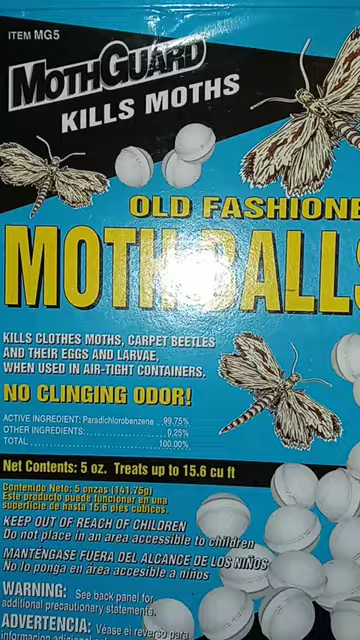 ITEM MG5
MOTHGUARD
KILLS MOTHS
OLD FASHIONE
MOTH BALLS
KILLS CLOTHES MOTHS, CARPET BEETLES
AND THEIR EGGS AND LARVAE,
WHEN USED IN AIR-TIGHT CONTAINERS.
NO CLINGING ODOR!
ACTIVE INGREDIENT: Paradichlorobenzene .. 99.75%
OTHER INGREDIENTS: 0.25%
TOTAL 100.00%
Net Contents: 5 oz. Treats up to 15.6 cu ft
Contenido Neto: 5 onzas (141.75g)
Este producto puede funcionar en una
superficie de hasta 15.6 pies cúbicos.
KEEP OUT OF REACH OF CHILDREN
Do not place in an area accessible to children
MANTÉNGASE FUERA DEL ALCANCE DE LOS NIÑOS
No lo ponga en área accesible a niños
WARNING: See back panel for
additional precautionary statements.
ADVERTENCIA: Véase el reverso para